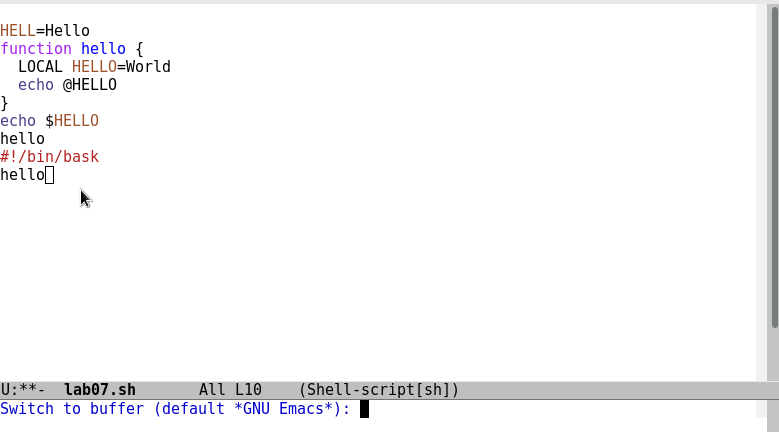 HELL=Hello
function hello {
  LOCAL HELLO=World
  echo @HELLO
}
echo $HELLO
hello
#!/bin/bask
hello
U:**-  lab07.sh       All L10    (Shell-script[sh])
Switch to buffer (default *GNU Emacs*):